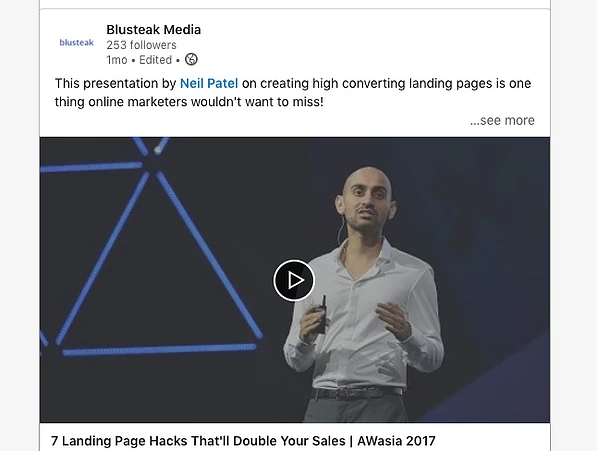 blusteak
Blusteak Media
253 followers
1mo • Edited •
This presentation by Neil Patel on creating high converting landing pages is one
thing online marketers wouldn't want to miss!
...see more
7 Landing Page Hacks That'll Double Your Sales | AWasia 2017